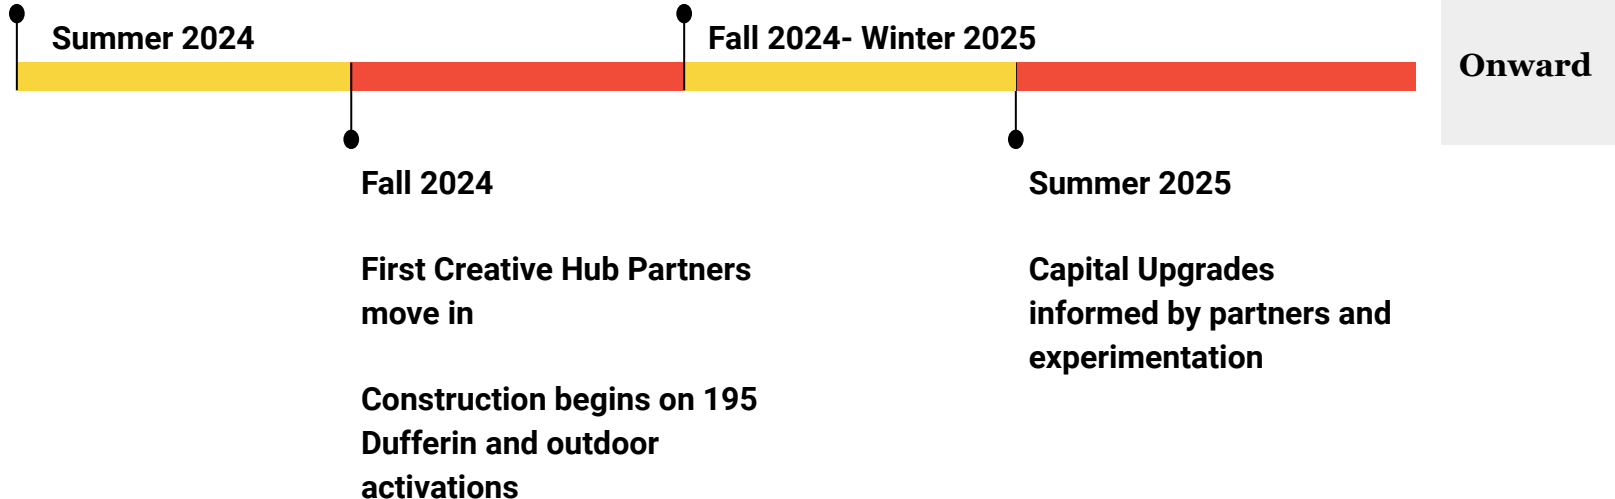 Summer 2024
Fall 2024- Winter 2025
Onward
Fall 2024
First Creative Hub Partners
move in
Construction begins on 195
Dufferin and outdoor
activations
Summer 2025
Capital Upgrades
informed by partners and
experimentation